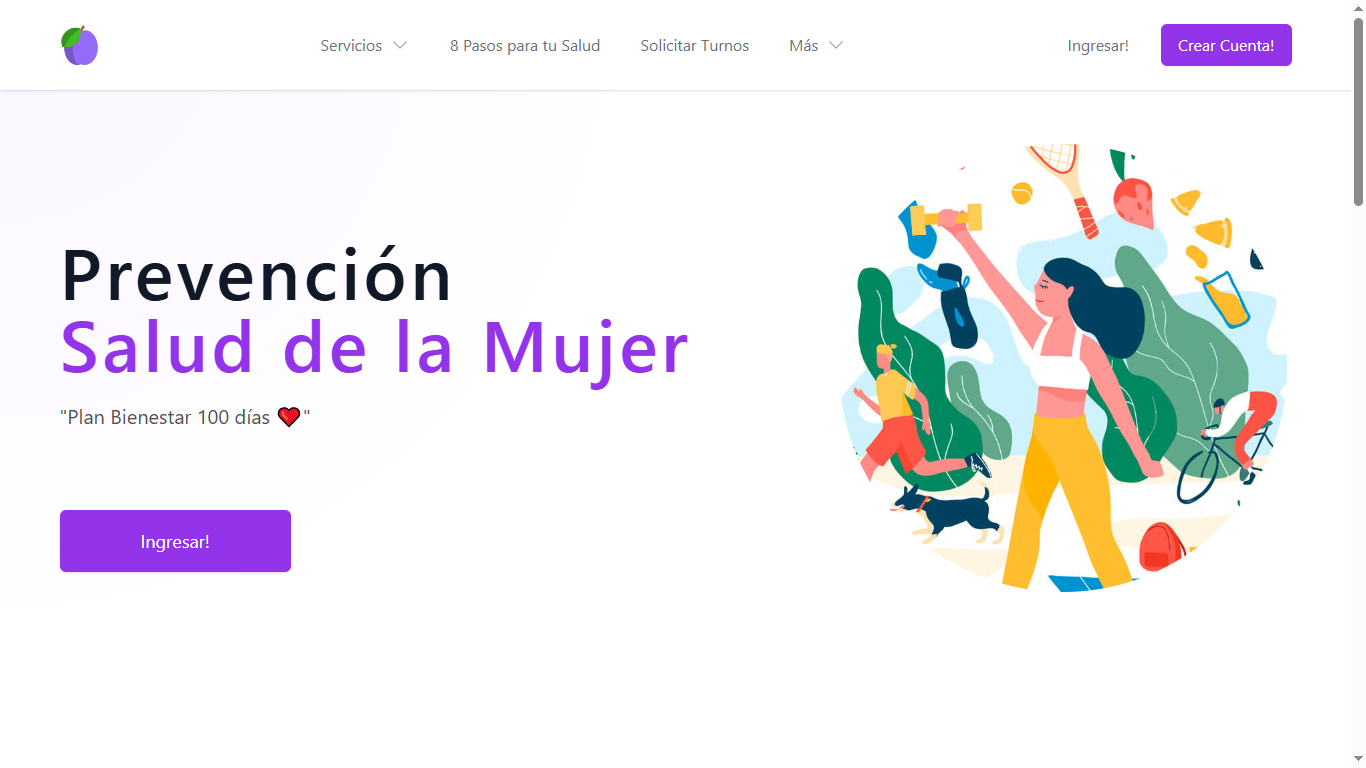 Servicios
8 Pasos para tu Salud
Solicitar Turnos
Más
Ingresar!
Crear Cuenta!
Prevención
Salud de la Mujer
"Plan Bienestar 100 días ❤️"
Ingresar!